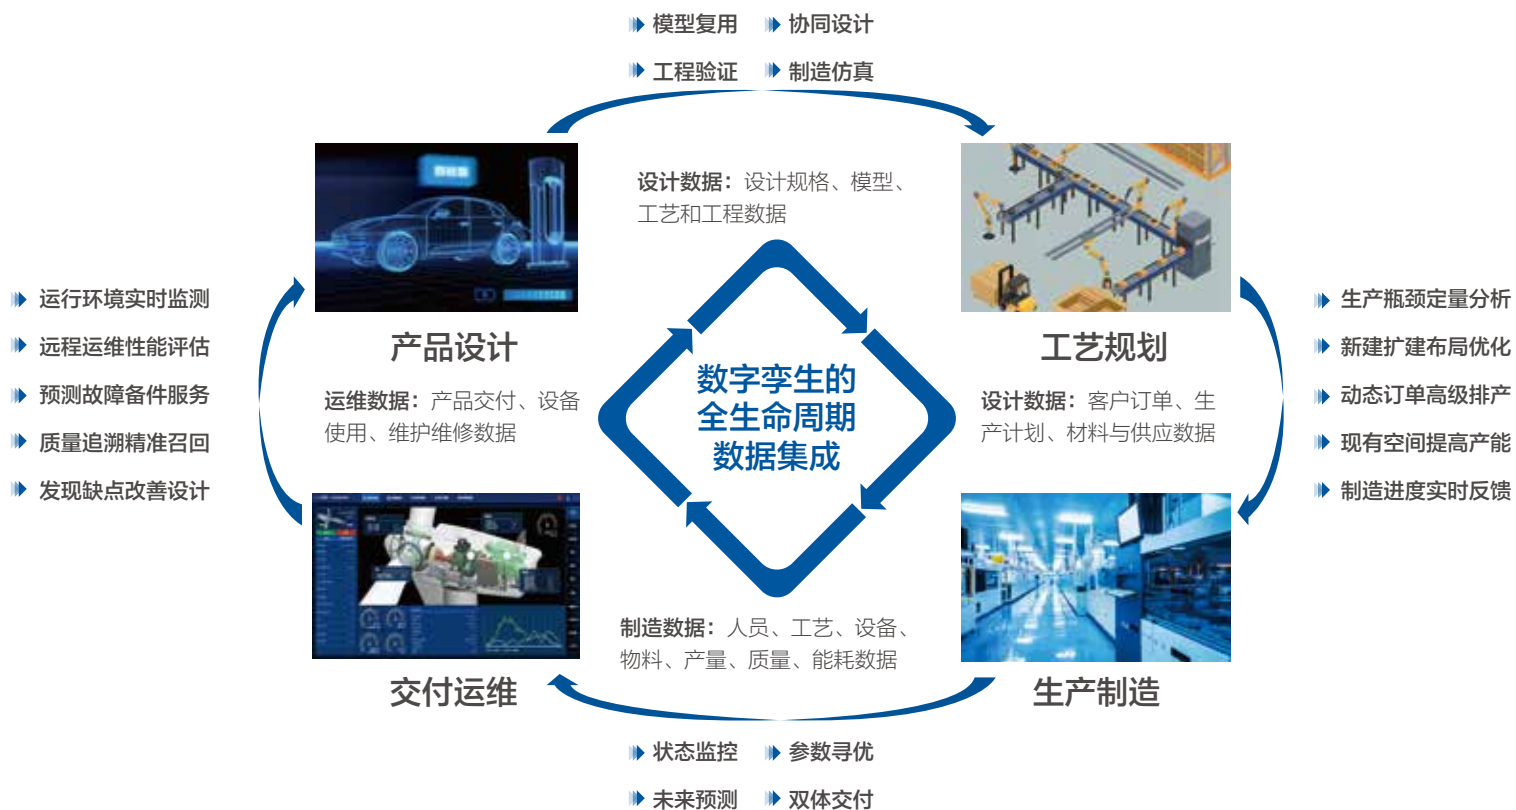 模型复用 协同设计
工程验证 制造仿真
设计数据：设计规格、模型、
工艺和工程数据
产品设计
工艺规划
运行环境实时监测
远程运维性能评估
预测故障备件服务
质量追溯精准召回
发现缺点改善设计
运维数据：产品交付、设备
使用、维护维修数据
数字孪生的
全生命周期
数据集成
设计数据：客户订单、生
产计划、材料与供应数据
生产瓶颈定量分析
新建扩建布局优化
动态订单高级排产
现有空间提高产能
制造进度实时反馈
制造数据：人员、工艺、设备、
物料、产量、质量、能耗数据
交付运维
生产制造
状态监控 参数寻优
未来预测 双体交付